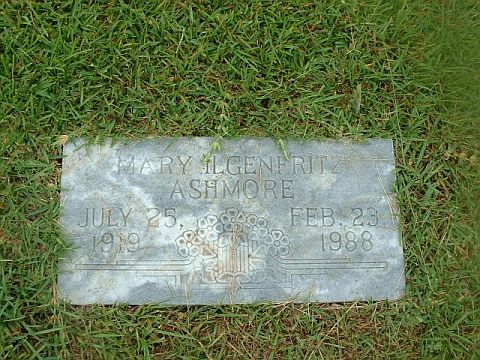 MARY ILGENFRITZ
ASHMORE
JULY 25, FEB. 23
1919 1988